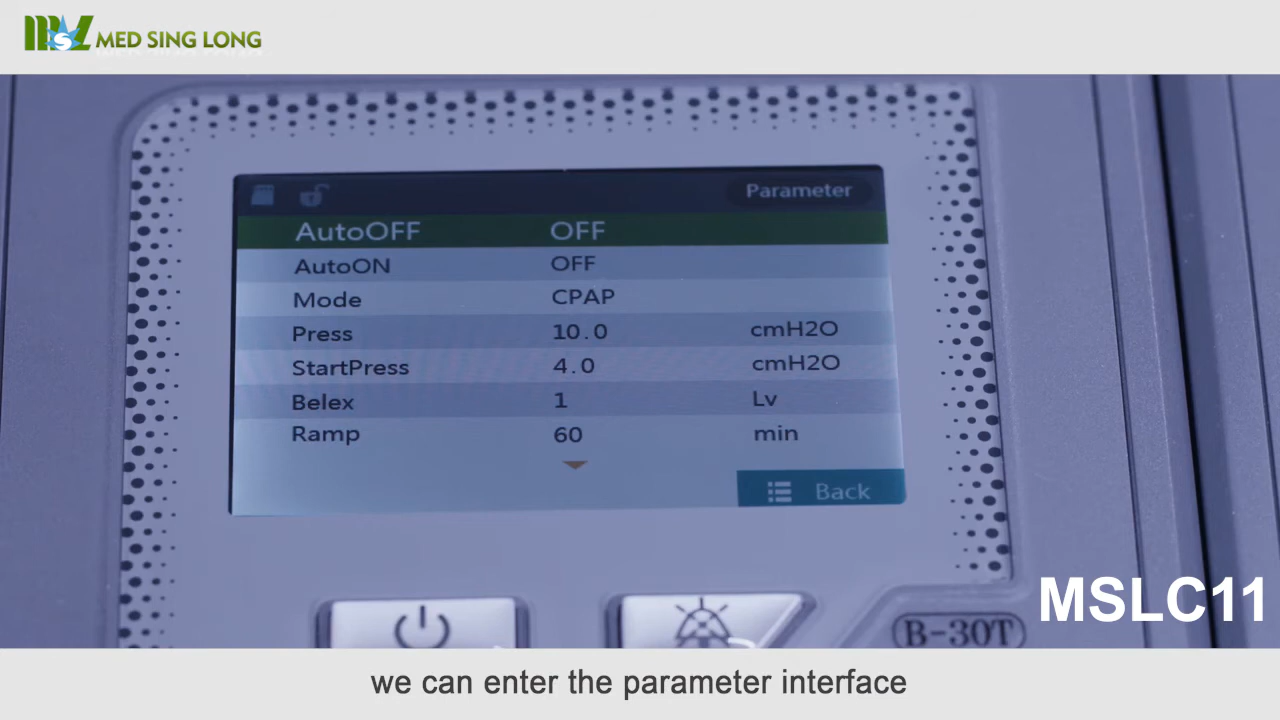 MSL MED SING LONG
Parameter
AutoOFF OFF
AutoON OFF
Mode CPAP
Press 10.0 cmH2O
StartPress 4.0 cmH2O
Belex 1 Lv
Ramp 60 min
Back
MSLC11
B-30T
we can enter the parameter interface